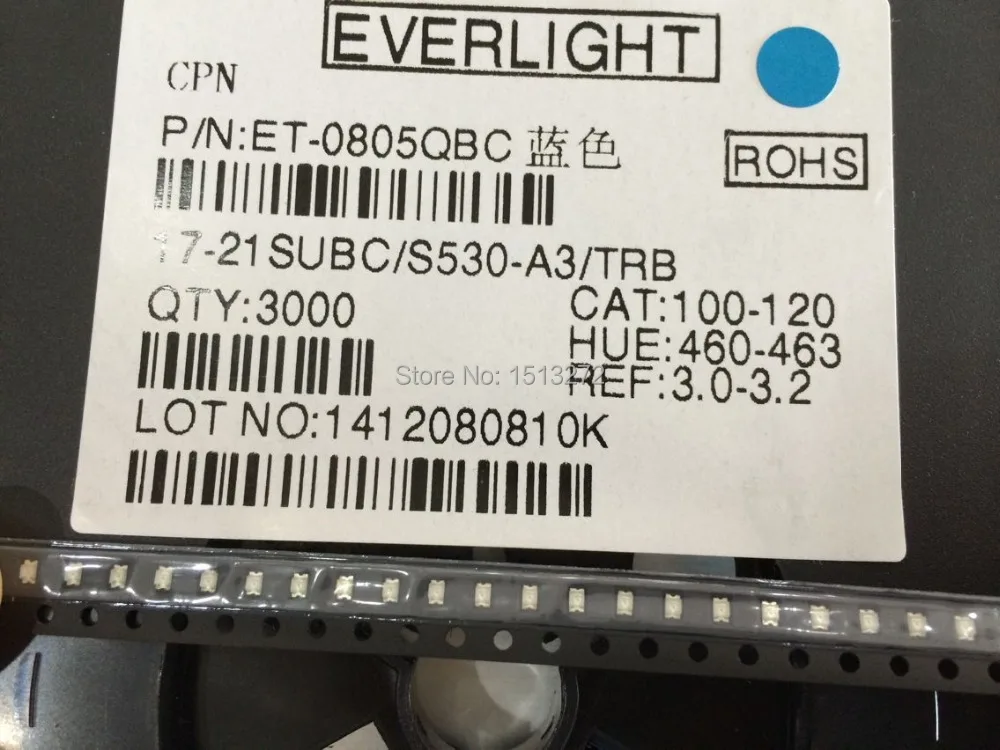 EVERLIGHT
CPN
P/N:ET-0805QBC 蓝色
ROHS
17-21SUBC/S530-A3/TRB
QTY:3000
CAT:100-120
HUE:460-463
REF:3.0-3.2
Store No: 1513272
LOT NO:1412080810K